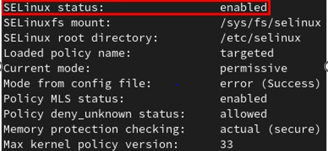 SELinux status: enabled
SELinuxfs mount: /sys/fs/selinux
SELinux root directory: /etc/selinux
Loaded policy name: targeted
Current mode: permissive
Mode from config file: error (Success)
Policy MLS status: enabled
Policy deny_unknown status: allowed
Memory protection checking: actual (secure)
Max kernel policy version: 33